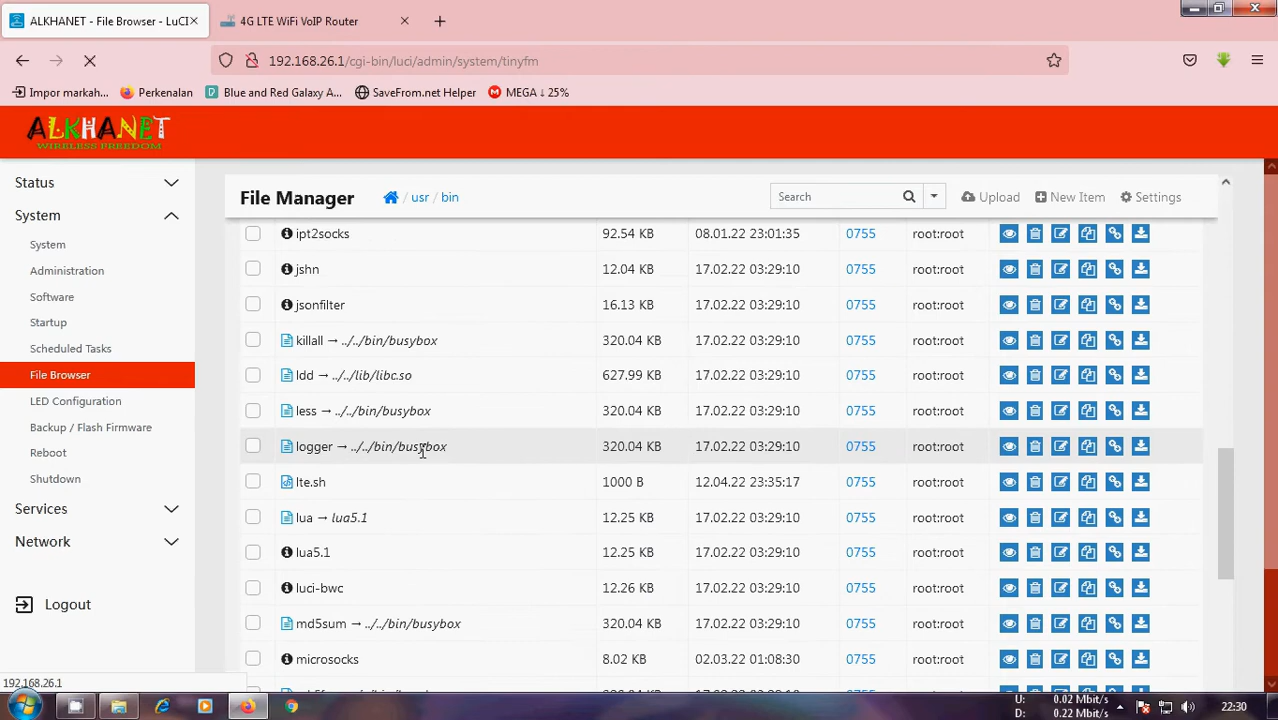 ALKHANET - File Browser - LuCI
4G LTE WiFi VoIP Router
192.168.26.1/cgi-bin/luci/admin/system/tinyfm
Impor markah...
Perkenalan
Blue and Red Galaxy A...
SaveFrom.net Helper
MEGA ↓ 25%
ALKHANET
WIRELESS FREEDOM
Status
System
System
Administration
Software
Startup
Scheduled Tasks
File Browser
LED Configuration
Backup / Flash Firmware
Reboot
Shutdown
Services
Network
Logout
File Manager / usr / bin
Search
Upload
New Item
Settings
ipt2socks 92.54 KB 08.01.22 23:01:35 0755 root:root
jshn 12.04 KB 17.02.22 03:29:10 0755 root:root
jsonfilter 16.13 KB 17.02.22 03:29:10 0755 root:root
killall → ../../bin/busybox 320.04 KB 17.02.22 03:29:10 0755 root:root
ldd → ../../lib/libc.so 627.99 KB 17.02.22 03:29:10 0755 root:root
less → ../../bin/busybox 320.04 KB 17.02.22 03:29:10 0755 root:root
logger → ../../bin/busybox 320.04 KB 17.02.22 03:29:10 0755 root:root
lte.sh 1000 B 12.04.22 23:35:17 0755 root:root
lua → lua5.1 12.25 KB 17.02.22 03:29:10 0755 root:root
lua5.1 12.25 KB 17.02.22 03:29:10 0755 root:root
luci-bwc 12.26 KB 17.02.22 03:29:10 0755 root:root
md5sum → ../../bin/busybox 320.04 KB 17.02.22 03:29:10 0755 root:root
microsocks 8.02 KB 02.03.22 01:08:30 0755 root:root
192.168.26.1
U: 0.02 Mbit/s
D: 0.22 Mbit/s
22:30